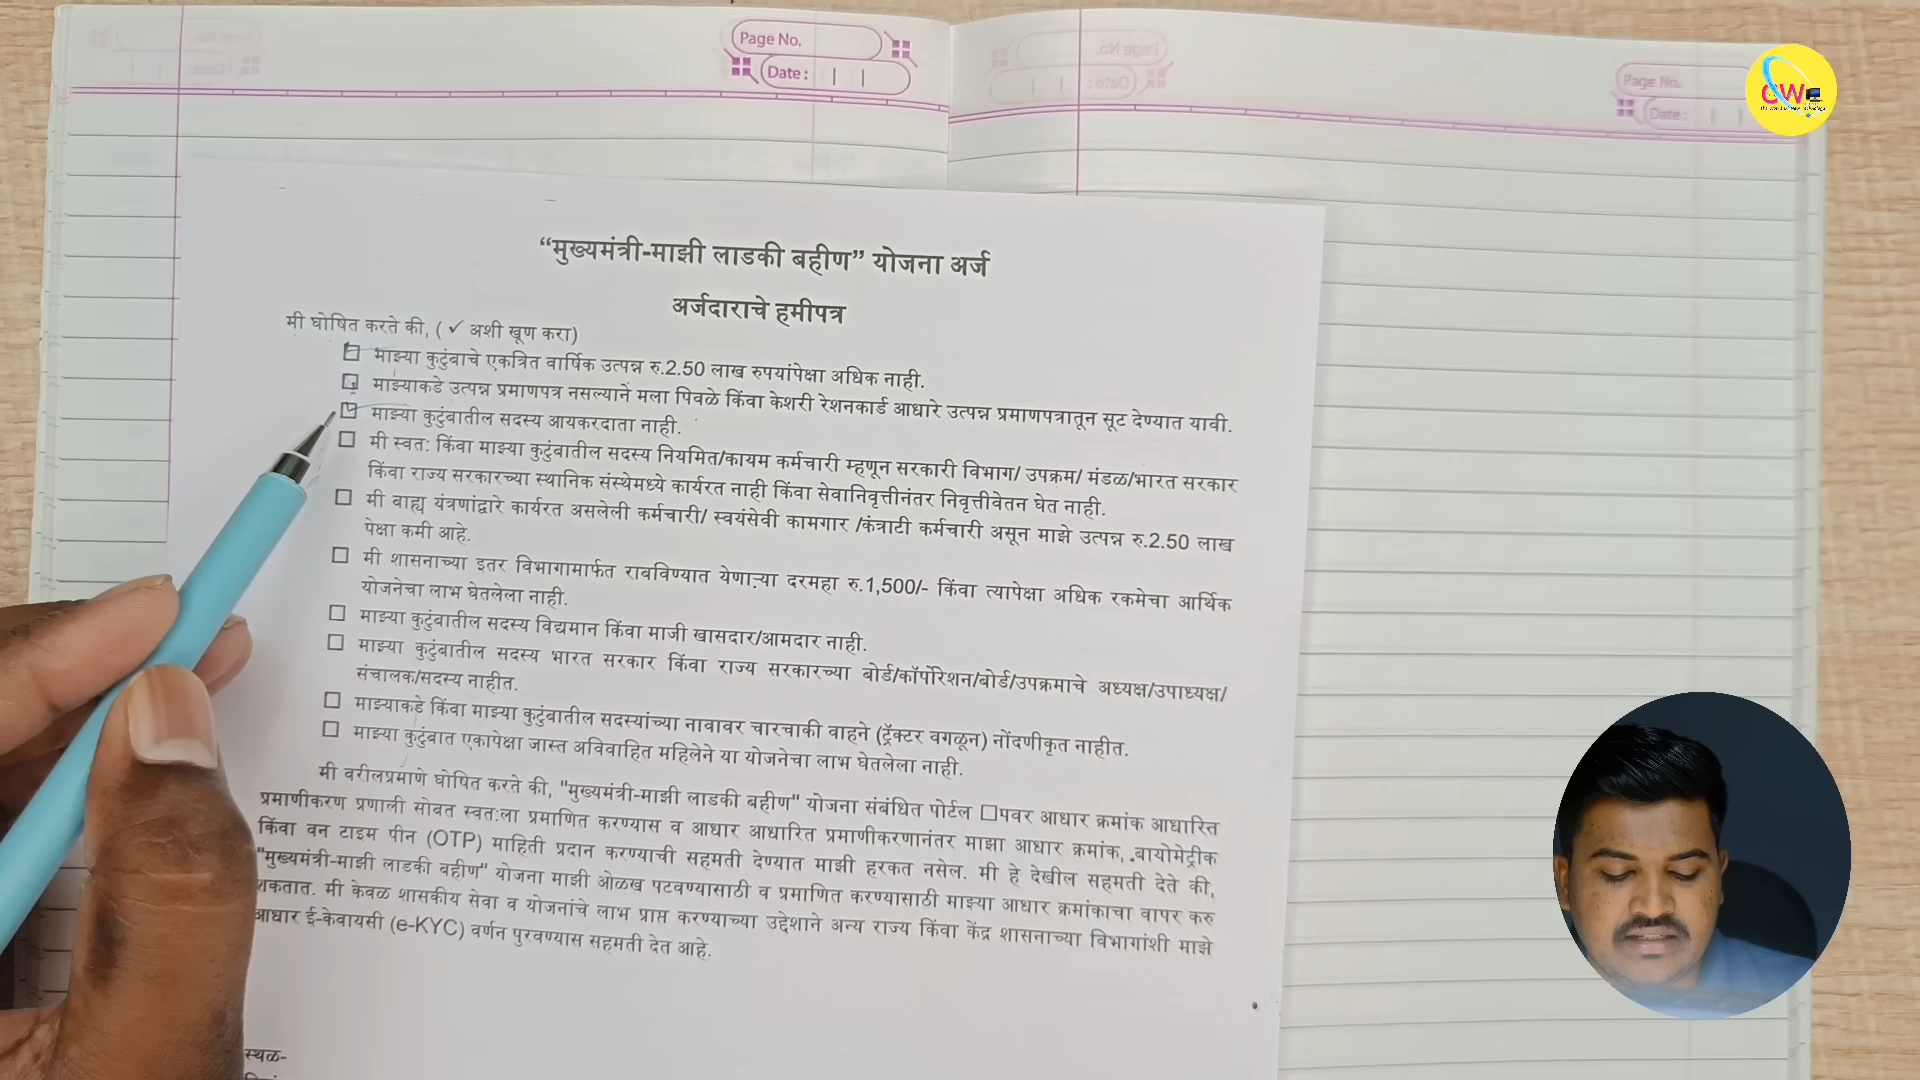 Page No.
Date :
Page No.
Date :
CW
“मुख्यमंत्री-माझी लाडकी बहीण” योजना अर्ज
अर्जदाराचे हमीपत्र
मी घोषित करते की, ( ✓ अशी खूण करा)
माझ्या कुटुंबाचे एकत्रित वार्षिक उत्पन्न रु.2.50 लाख रुपयांपेक्षा अधिक नाही.
माझ्याकडे उत्पन्न प्रमाणपत्र नसल्याने मला पिवळे किंवा केशरी रेशनकार्ड आधारे उत्पन्न प्रमाणपत्रातून सूट देण्यात यावी.
माझ्या कुटुंबातील सदस्य आयकरदाता नाही.
मी स्वत: किंवा माझ्या कुटुंबातील सदस्य नियमित/कायम कर्मचारी म्हणून सरकारी विभाग/ उपक्रम/ मंडळ/भारत सरकार
किंवा राज्य सरकारच्या स्थानिक संस्थेमध्ये कार्यरत नाही किंवा सेवानिवृत्तीनंतर निवृत्तीवेतन घेत नाही.
मी बाह्य यंत्रणांद्वारे कार्यरत असलेली कर्मचारी/ स्वयंसेवी कामगार /कंत्राटी कर्मचारी असून माझे उत्पन्न रु.2.50 लाख
पेक्षा कमी आहे.
मी शासनाच्या इतर विभागामार्फत राबविण्यात येणाऱ्या दरमहा रु.1,500/- किंवा त्यापेक्षा अधिक रकमेचा आर्थिक
योजनेचा लाभ घेतलेला नाही.
माझ्या कुटुंबातील सदस्य विद्यमान किंवा माजी खासदार/आमदार नाही.
माझ्या कुटुंबातील सदस्य भारत सरकार किंवा राज्य सरकारच्या बोर्ड/कॉर्पोरेशन/बोर्ड/उपक्रमाचे अध्यक्ष/उपाध्यक्ष/
संचालक/सदस्य नाहीत.
माझ्याकडे किंवा माझ्या कुटुंबातील सदस्यांच्या नावावर चारचाकी वाहने (ट्रॅक्टर वगळून) नोंदणीकृत नाहीत.
माझ्या कुटुंबात एकापेक्षा जास्त अविवाहित महिलेने या योजनेचा लाभ घेतलेला नाही.
मी वरीलप्रमाणे घोषित करते की, "मुख्यमंत्री-माझी लाडकी बहीण" योजना संबंधित पोर्टल □पवर आधार क्रमांक आधारित
प्रमाणीकरण प्रणाली सोबत स्वत:ला प्रमाणित करण्यास व आधार आधारित प्रमाणीकरणानंतर माझा आधार क्रमांक, बायोमेट्रीक
किंवा वन टाइम पीन (OTP) माहिती प्रदान करण्याची सहमती देण्यात माझी हरकत नसेल. मी हे देखील सहमती देते की,
"मुख्यमंत्री-माझी लाडकी बहीण" योजना माझी ओळख पटवण्यासाठी व प्रमाणित करण्यासाठी माझ्या आधार क्रमांकाचा वापर करु
शकतात. मी केवळ शासकीय सेवा व योजनांचे लाभ प्राप्त करण्याच्या उद्देशाने अन्य राज्य किंवा केंद्र शासनाच्या विभागांशी माझे
आधार ई-केवायसी (e-KYC) वर्णन पुरवण्यास सहमती देत आहे.
स्थळ-